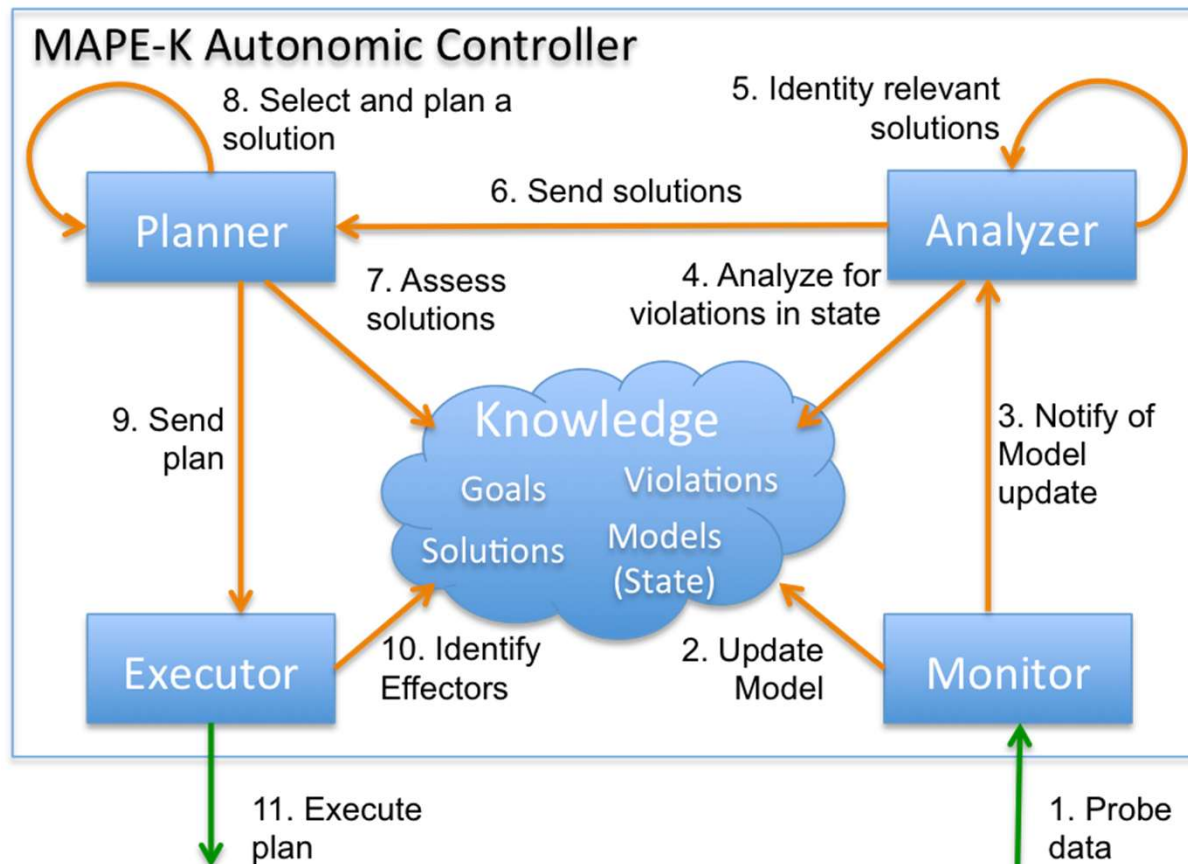 MAPE-K Autonomic Controller
8. Select and plan a
solution
5. Identity relevant
solutions
6. Send solutions
Planner
Analyzer
7. Assess
solutions
4. Analyze for
violations in state
9. Send
plan
Knowledge
Goals
Violations
Solutions
Models
(State)
3. Notify of
Model
update
Executor
10. Identify
Effectors
2. Update
Model
Monitor
11. Execute
plan
1. Probe
data